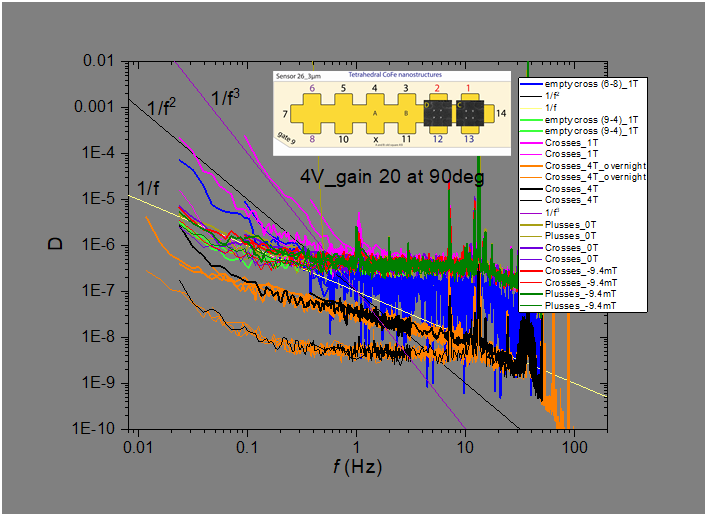 0.01
0.001
1E-4
1E-5
1E-6
1E-7
1E-8
1E-9
1E-10
D
0.01 0.1 1 10 100
f (Hz)
1/f²
1/f³
1/f
Sensor 26_3µm
Tetrahedral CoFe nanostructures
6 5 4 3 2 1
7 A B D C 14
8 10 x 11 12 13
gate 9
4V_gain 20 at 90deg
emptycross (6-8)_1T
1/f²
1/f
emptycross (9-4)_1T
emptycross (9-4)_1T
Crosses_1T
Crosses_1T
Crosses_4T_overnight
Crosses_4T_overnight
Crosses_4T
Crosses_4T
1/f³
Plusses_0T
Plusses_0T
Crosses_0T
Crosses_0T
Crosses_-9.4mT
Crosses_-9.4mT
Plusses_-9.4mT
Plusses_-9.4mT